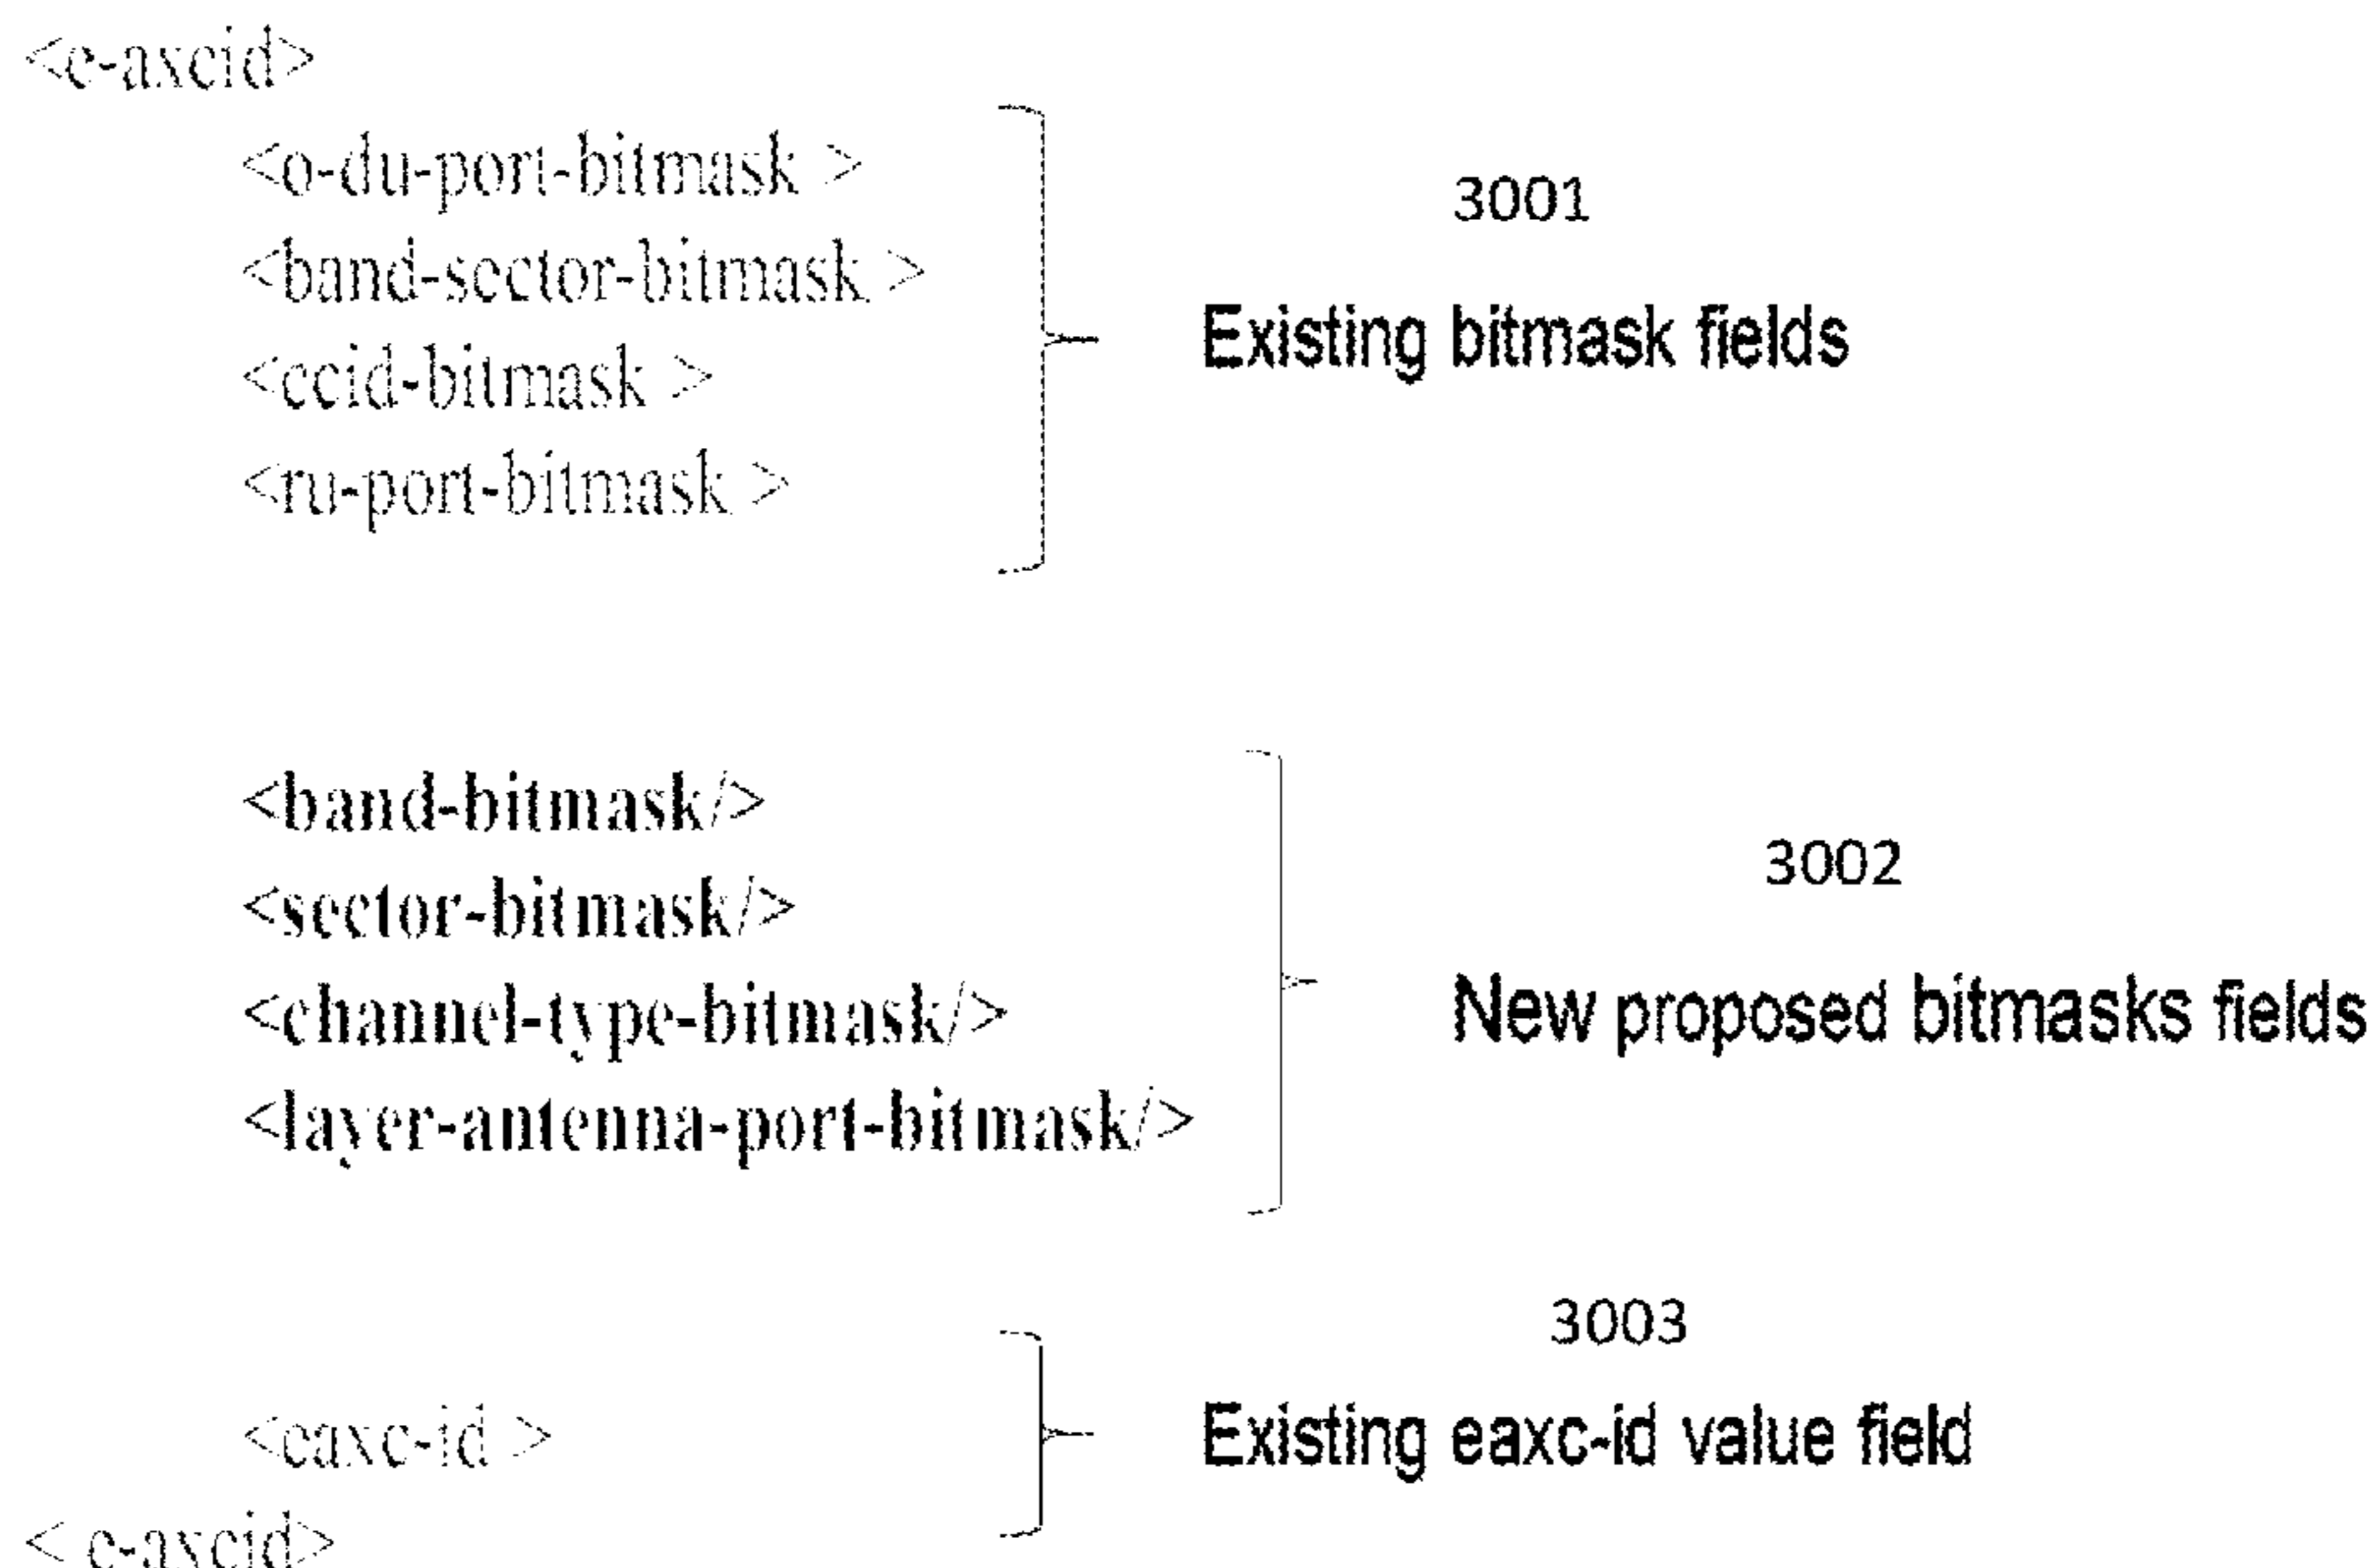 <e-axcid>
<o-du-port-bitmask >
3001
<band-sector-bitmask >
Existing bitmask fields
<ccid-bitmask >
<ru-port-bitmask >
<band-bitmask/>
3002
<sector-bitmask/>
<channel-type-bitmask/>
New proposed bitmasks fields
<layer-antenna-port-bitmask/>
3003
<eaxc-id >
Existing eaxc-id value field
< e-axcid>